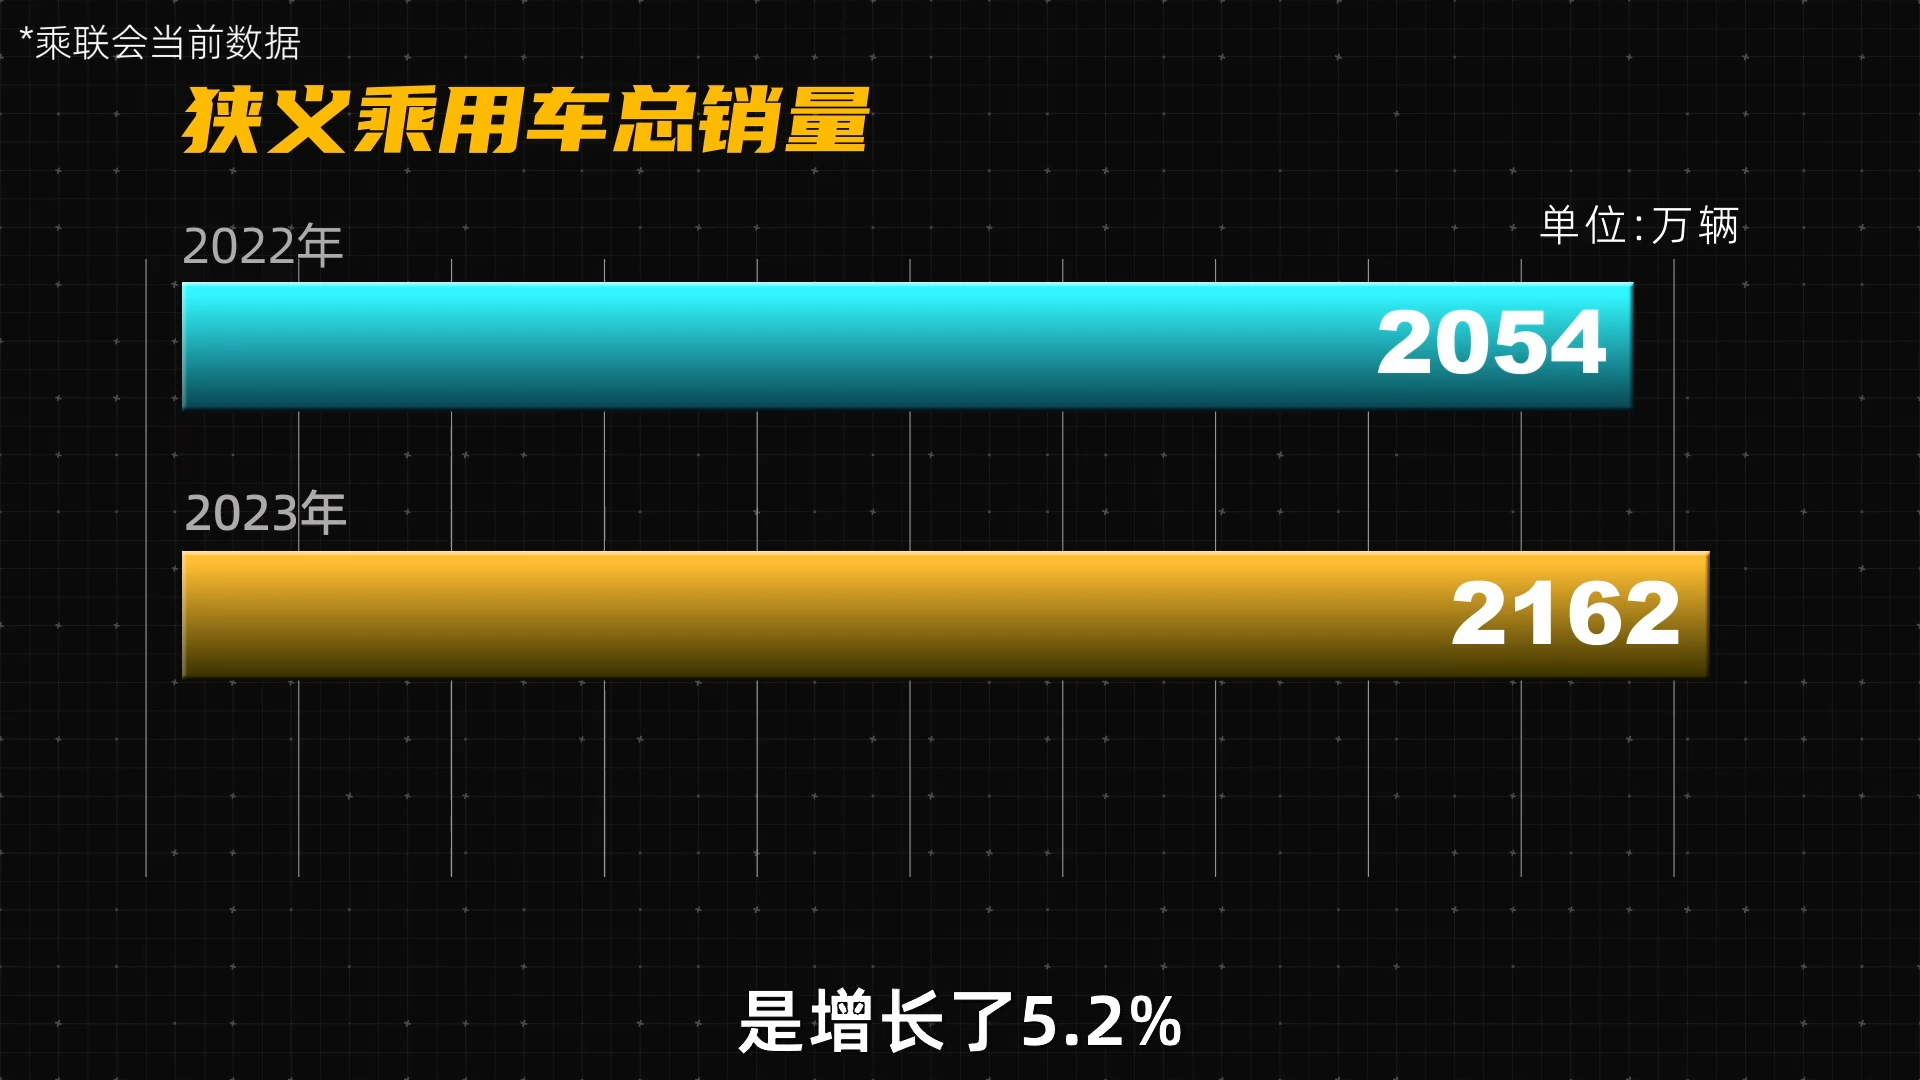 *乘联会当前数据
狭义乘用车总销量
单位:万辆
2022年
2054
2023年
2162
是增长了5.2%